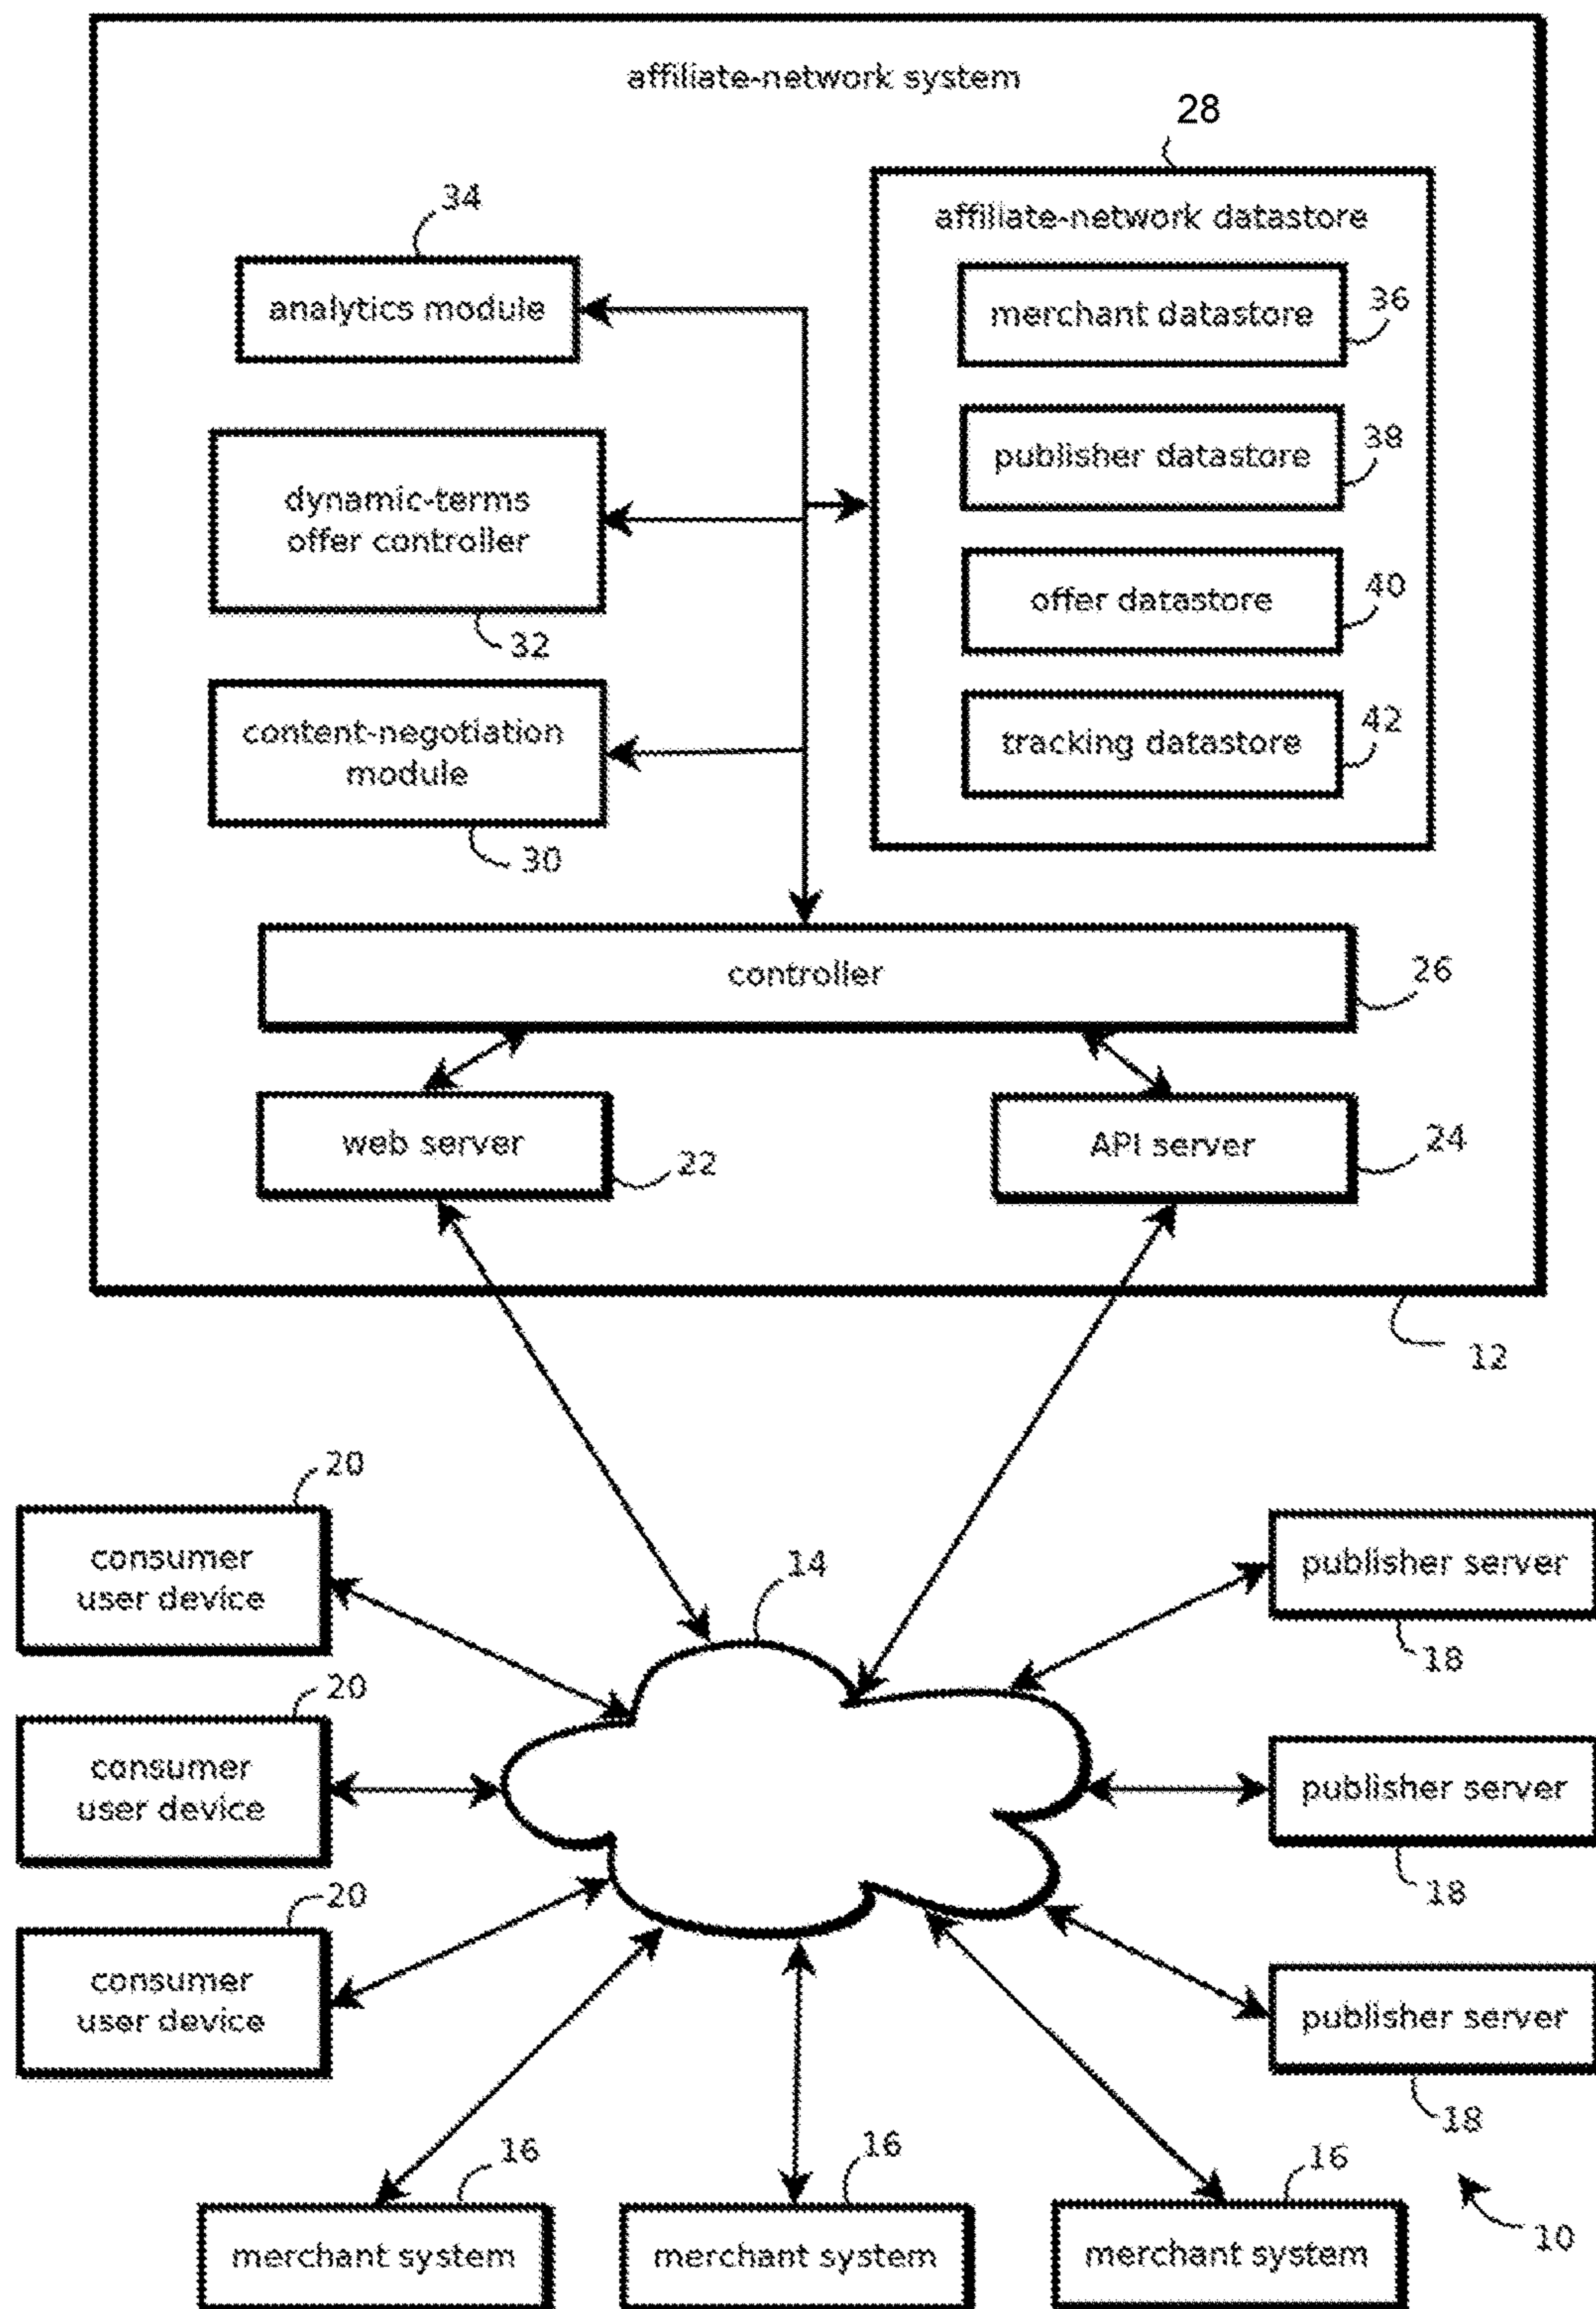 affiliate-network system
28
34
affiliate-network datastore
analytics module
merchant datastore
36
dynamic-terms
offer controller
32
publisher datastore
38
offer datastore
40
content-negotiation
module
30
tracking datastore
42
controller
26
web server
22
API server
24
12
20
consumer
user device
20
consumer
user device
20
consumer
user device
14
publisher server
18
publisher server
18
publisher server
18
16
merchant system
16
merchant system
16
merchant system
10